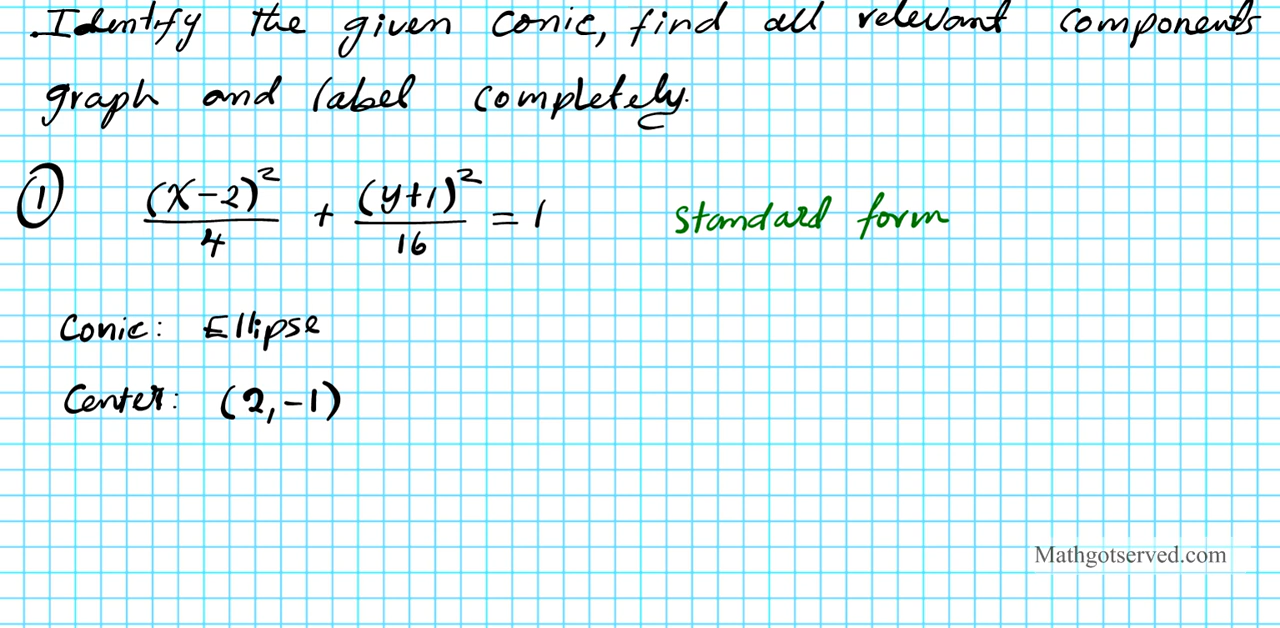 Identify the given conic, find all relevant components
graph and label completely.
① (x-2)²/4 + (y+1)²/16 = 1 standard form
Conic: Ellipse
Center: (2,-1)
Mathgotserved.com